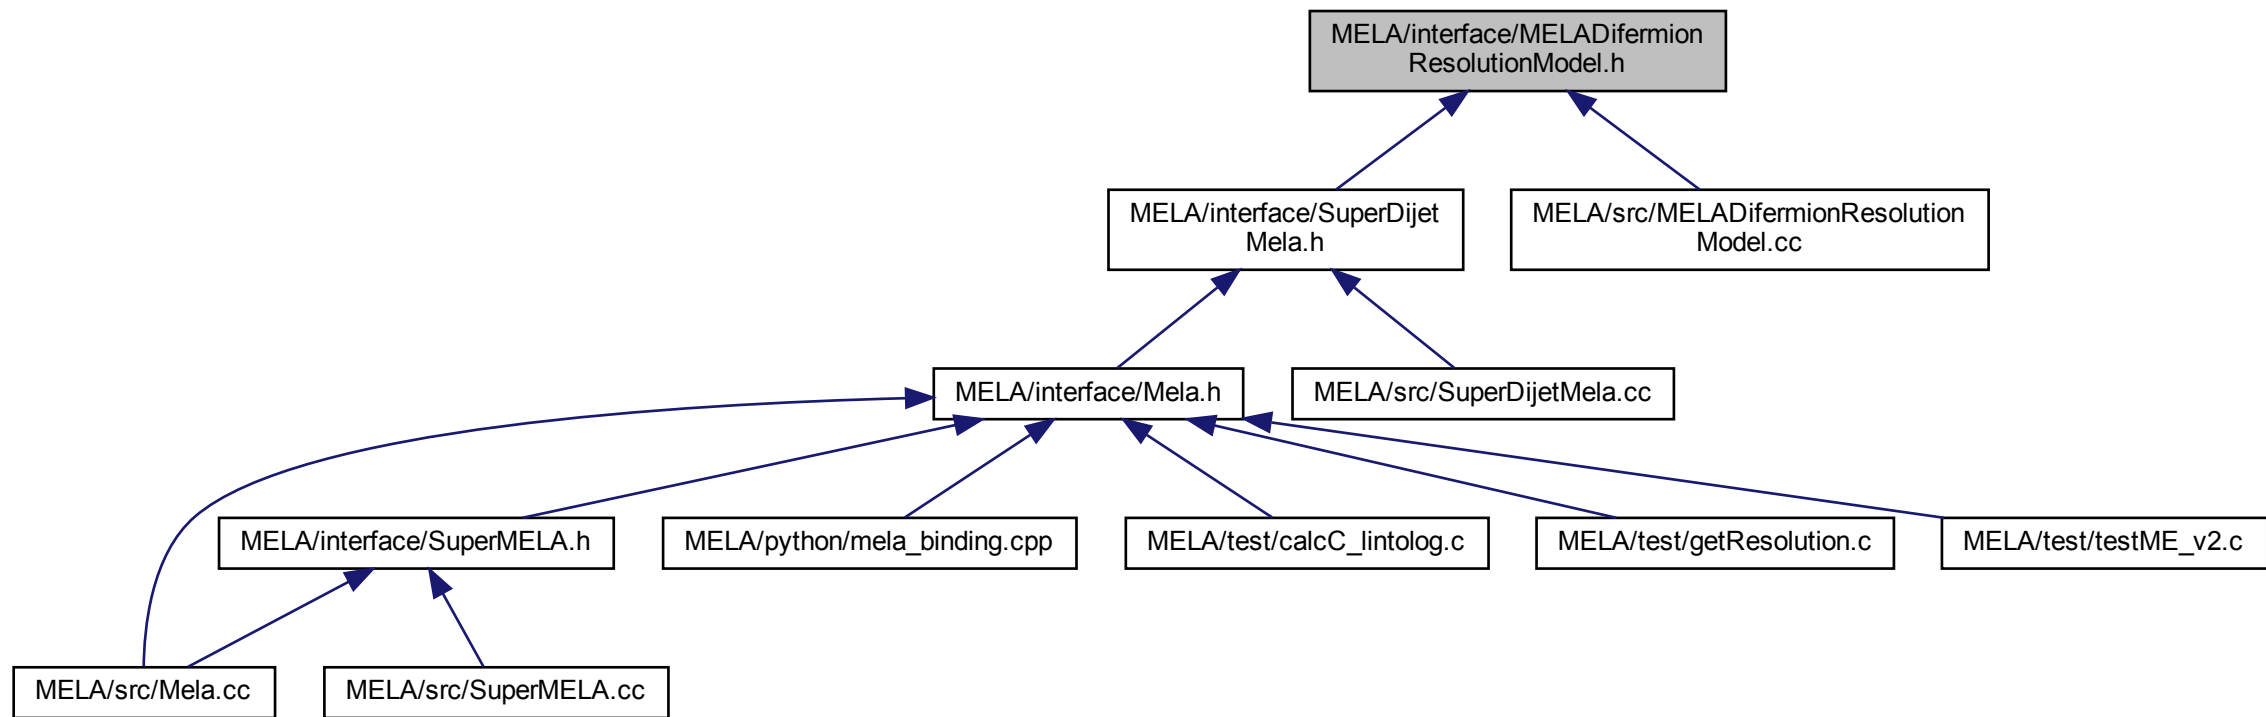 MELA/interface/MELADifermion
ResolutionModel.h
MELA/interface/SuperDijet
Mela.h
MELA/src/MELADifermionResolution
Model.cc
MELA/interface/Mela.h
MELA/src/SuperDijetMela.cc
MELA/interface/SuperMELA.h
MELA/python/mela_binding.cpp
MELA/test/calcC_lintolog.c
MELA/test/getResolution.c
MELA/test/testME_v2.c
MELA/src/Mela.cc
MELA/src/SuperMELA.cc